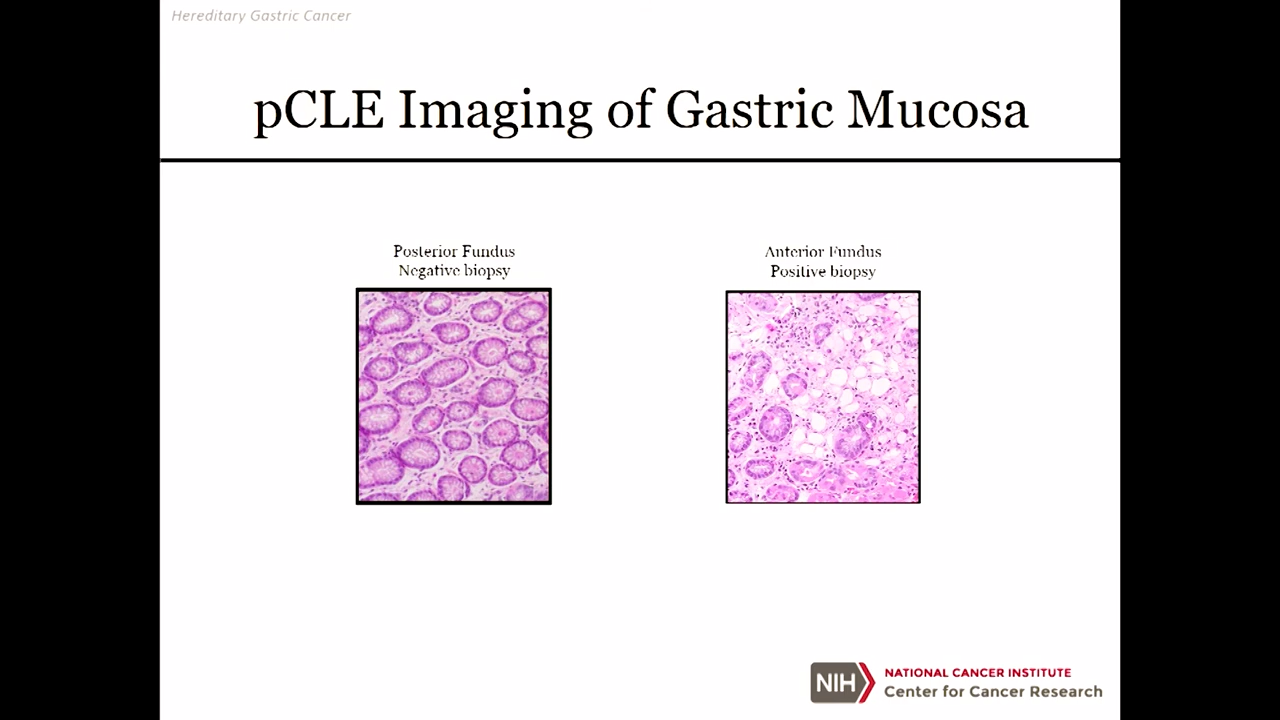 Hereditary Gastric Cancer
pCLE Imaging of Gastric Mucosa
Posterior Fundus
Negative biopsy
Anterior Fundus
Positive biopsy
NIH
NATIONAL CANCER INSTITUTE
Center for Cancer Research